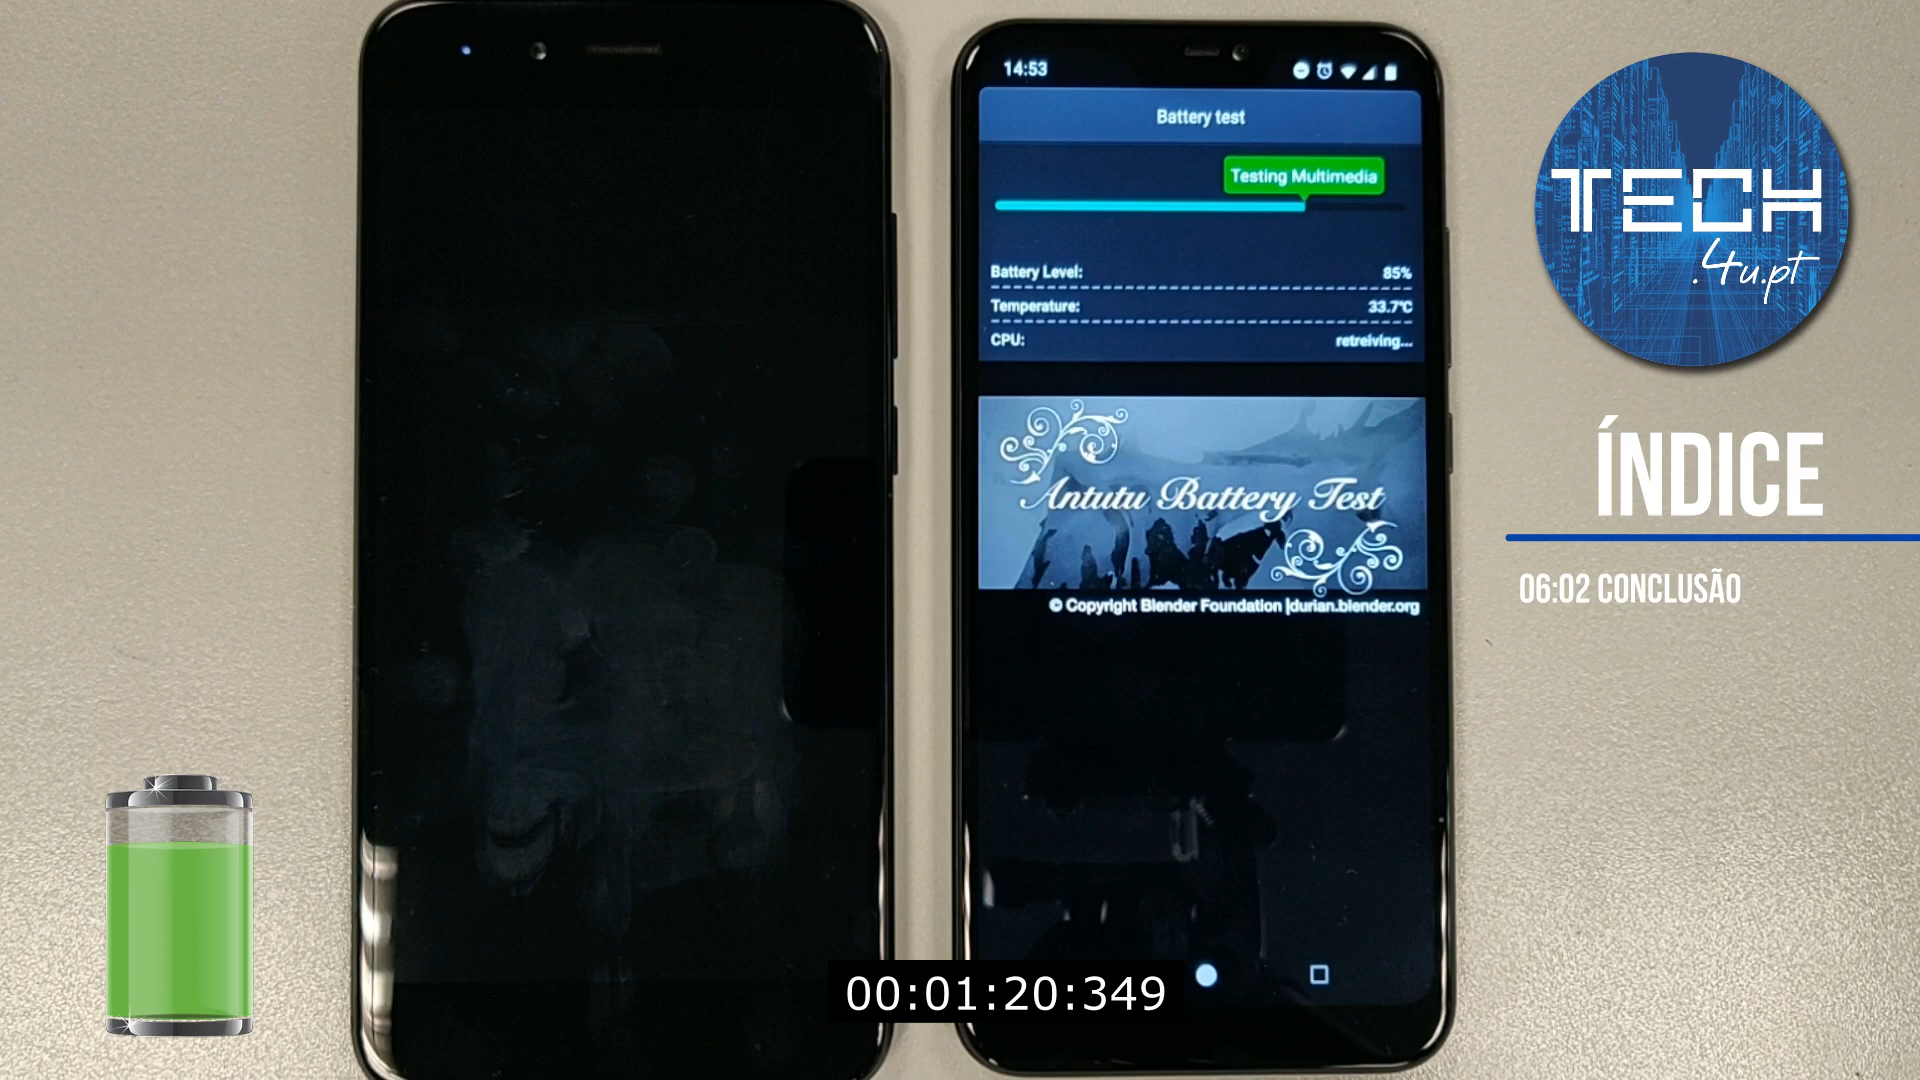 14:53
Battery test
Testing Multimedia
Battery Level: 85%
Temperature: 33.7°C
CPU: retreiving...
Antutu Battery Test
© Copyright Blender Foundation |durian.blender.org
00:01:20:349
TECH
.4u.pt
ÍNDICE
06:02 CONCLUSÃO